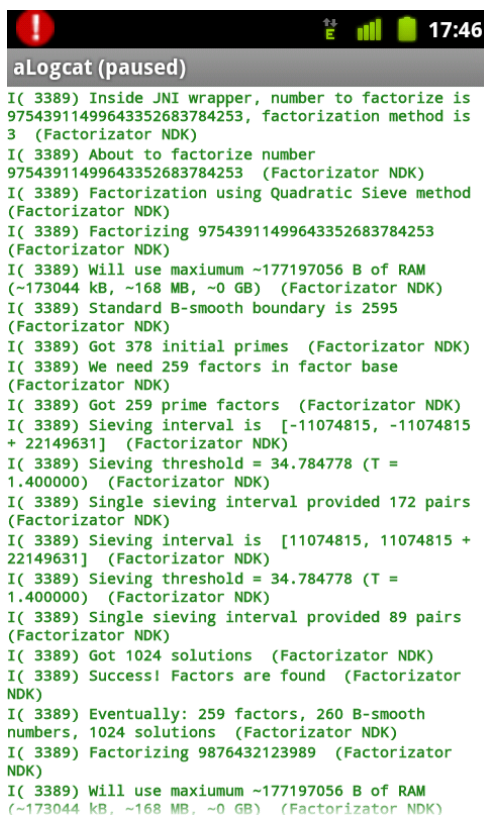 E
17:46
aLogcat (paused)
I( 3389) Inside JNI wrapper, number to factorize is
97543911499643352683784253, factorization method is
3  (Factorizator NDK)
I( 3389) About to factorize number
97543911499643352683784253  (Factorizator NDK)
I( 3389) Factorization using Quadratic Sieve method
(Factorizator NDK)
I( 3389) Factorizing 97543911499643352683784253
(Factorizator NDK)
I( 3389) Will use maxiumum ~177197056 B of RAM
(~173044 kB, ~168 MB, ~0 GB)  (Factorizator NDK)
I( 3389) Standard B-smooth boundary is 2595
(Factorizator NDK)
I( 3389) Got 378 initial primes  (Factorizator NDK)
I( 3389) We need 259 factors in factor base
(Factorizator NDK)
I( 3389) Got 259 prime factors  (Factorizator NDK)
I( 3389) Sieving interval is  [-11074815, -11074815
+ 22149631]  (Factorizator NDK)
I( 3389) Sieving threshold = 34.784778 (T =
1.400000)  (Factorizator NDK)
I( 3389) Single sieving interval provided 172 pairs
(Factorizator NDK)
I( 3389) Sieving interval is  [11074815, 11074815 +
22149631]  (Factorizator NDK)
I( 3389) Sieving threshold = 34.784778 (T =
1.400000)  (Factorizator NDK)
I( 3389) Single sieving interval provided 89 pairs
(Factorizator NDK)
I( 3389) Got 1024 solutions  (Factorizator NDK)
I( 3389) Success! Factors are found  (Factorizator
NDK)
I( 3389) Eventually: 259 factors, 260 B-smooth
numbers, 1024 solutions  (Factorizator NDK)
I( 3389) Factorizing 9876432123989  (Factorizator
NDK)
I( 3389) Will use maxiumum ~177197056 B of RAM
(~173044 kB, ~168 MB, ~0 GB)  (Factorizator NDK)